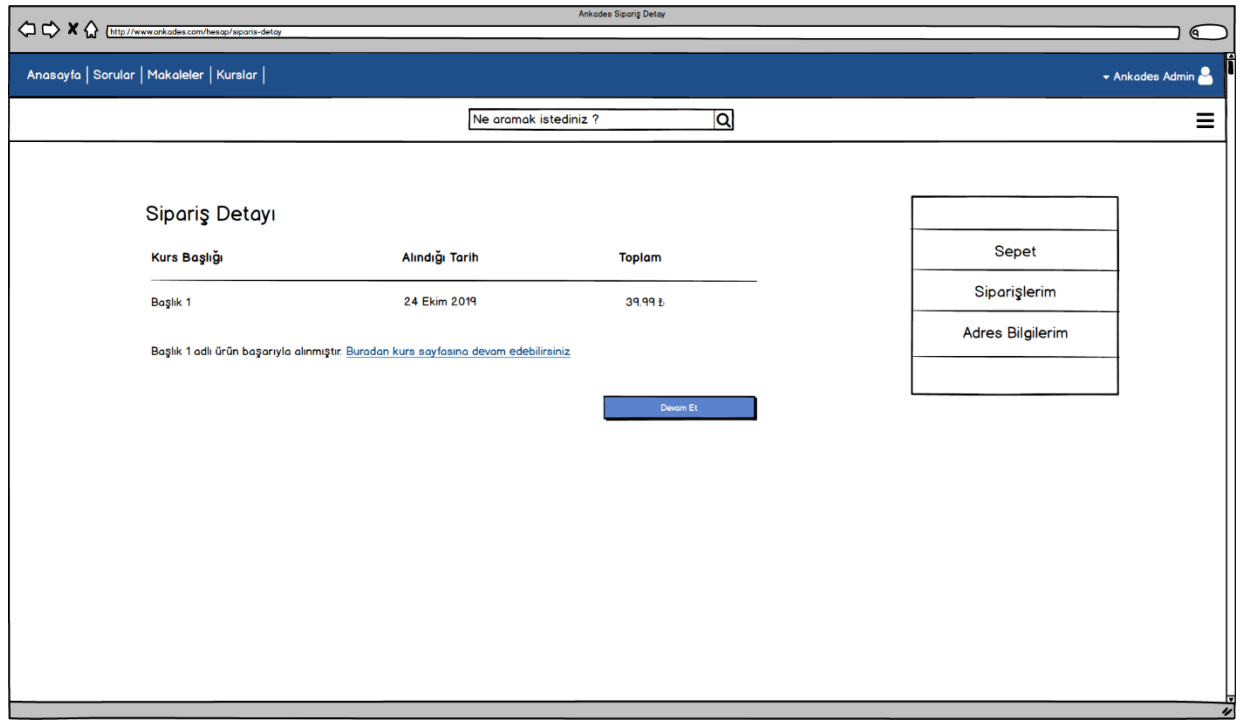 Ankades Sipariş Detay
http://www.ankades.com/hesap/siparis-detay
Anasayfa | Sorular | Makaleler | Kurslar |
Ankades Admin
Ne aramak istediniz ?
Sipariş Detayı
Kurs Başlığı Alındığı Tarih Toplam
Başlık 1 24 Ekim 2019 39.99 ₺
Başlık 1 adlı ürün başarıyla alınmıştır. Buradan kurs sayfasına devam edebilirsiniz
Devam Et
Sepet
Siparişlerim
Adres Bilgilerim